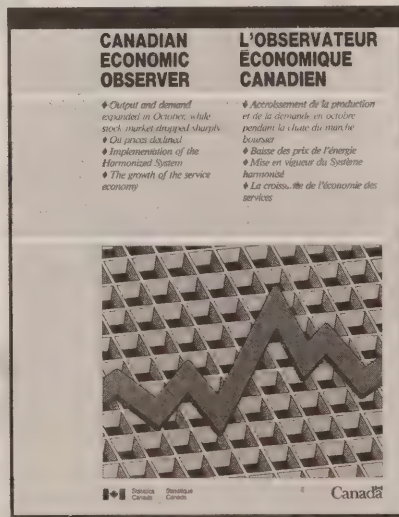 CANADIAN
ECONOMIC
OBSERVER
♦ Output and demand
expanded in October, while
stock market dropped sharply
♦ Oil prices declined
♦ Implementation of the
Harmonized System
♦ The growth of the service
economy
L'OBSERVATEUR
ÉCONOMIQUE
CANADIEN
♦ Accroissement de la production
et de la demande en octobre
pendant la chute du marché
boursier
♦ Baisse des prix de l'énergie
♦ Mise en vigueur du Système
harmonisé
♦ La croissance de l'économie des
services
Statistics
Canada
Statistique
Canada
Canada